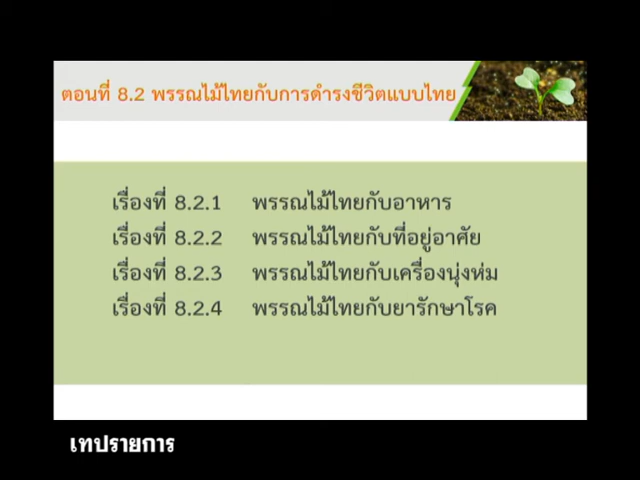 ตอนที่ 8.2 พรรณไม้ไทยกับการดำรงชีวิตแบบไทย
เรื่องที่ 8.2.1 พรรณไม้ไทยกับอาหาร
เรื่องที่ 8.2.2 พรรณไม้ไทยกับที่อยู่อาศัย
เรื่องที่ 8.2.3 พรรณไม้ไทยกับเครื่องนุ่งห่ม
เรื่องที่ 8.2.4 พรรณไม้ไทยกับยารักษาโรค
เทปรายการ